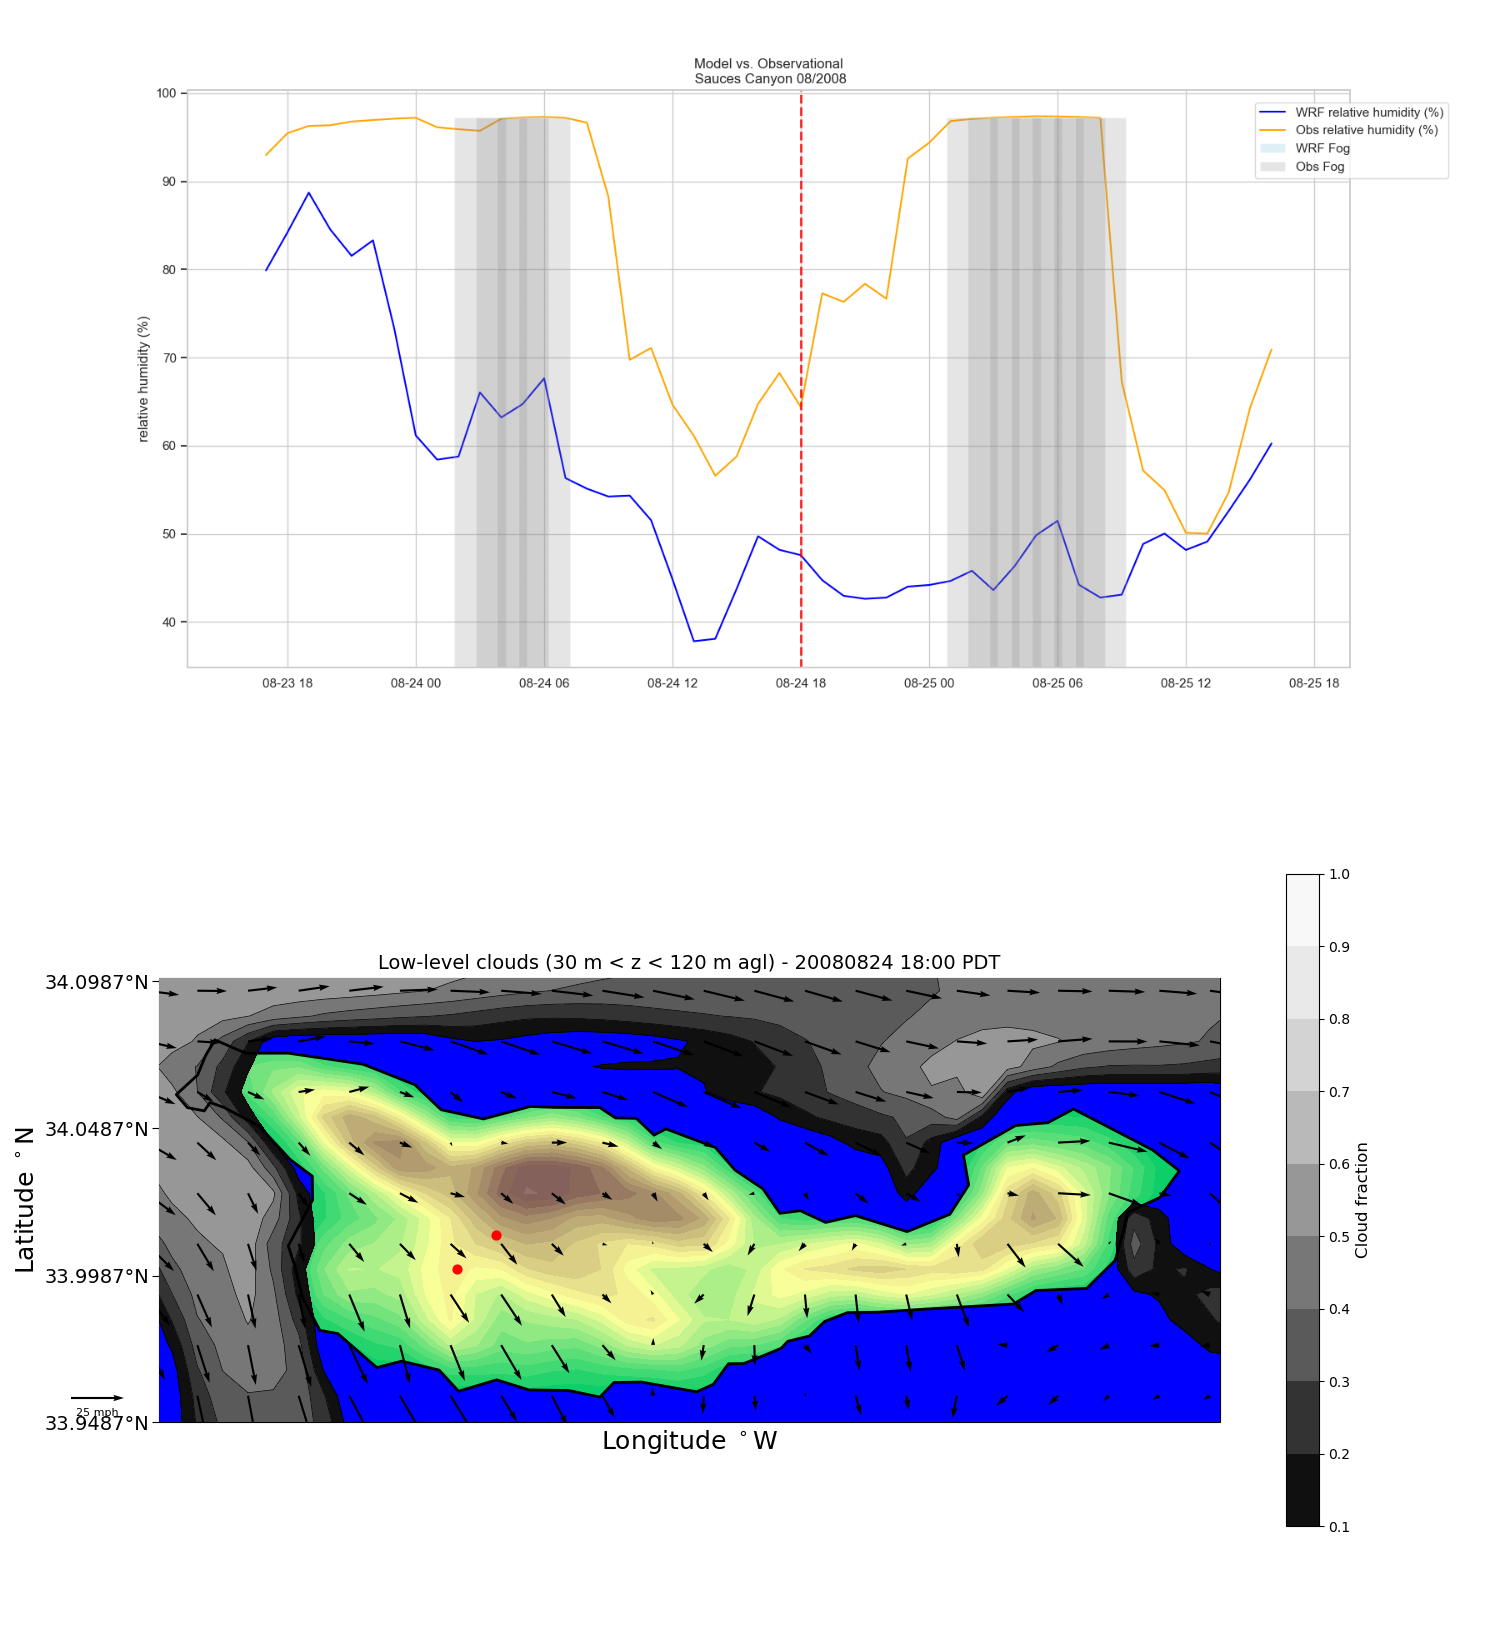 Model vs. Observational
Sauces Canyon 08/2008
100
90
80
70
60
50
40
relative humidity (%)
WRF relative humidity (%)
Obs relative humidity (%)
WRF Fog
Obs Fog
08-23 18
08-24 00
08-24 06
08-24 12
08-24 18
08-25 00
08-25 06
08-25 12
08-25 18
Low-level clouds (30 m < z < 120 m agl) - 20080824 18:00 PDT
34.0987°N
34.0487°N
33.9987°N
33.9487°N
Latitude °N
25 mph
Longitude °W
1.0
0.9
0.8
0.7
0.6
0.5
0.4
0.3
0.2
0.1
Cloud fraction